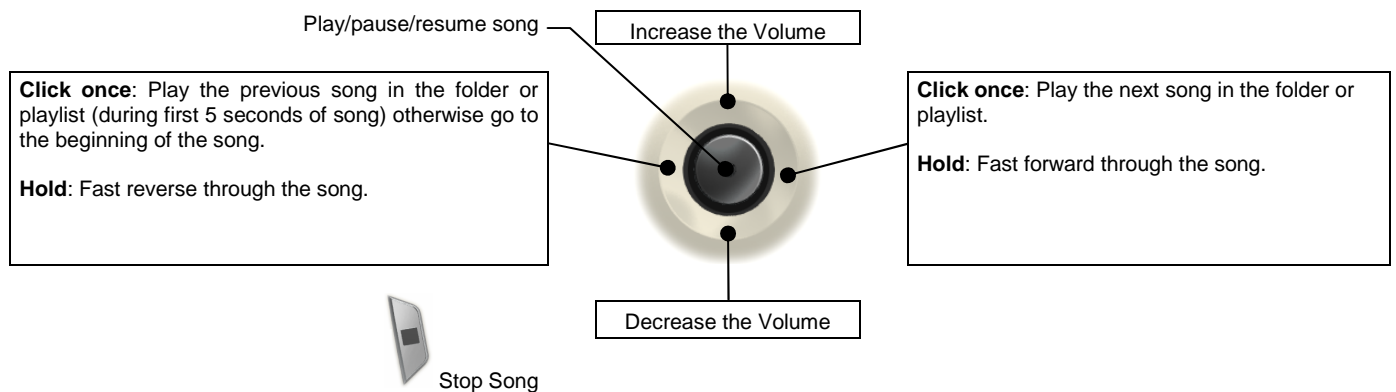 Play/pause/resume song
Increase the Volume
Click once: Play the previous song in the folder or
playlist (during first 5 seconds of song) otherwise go to
the beginning of the song.
Hold: Fast reverse through the song.
Click once: Play the next song in the folder or
playlist.
Hold: Fast forward through the song.
Decrease the Volume
Stop Song